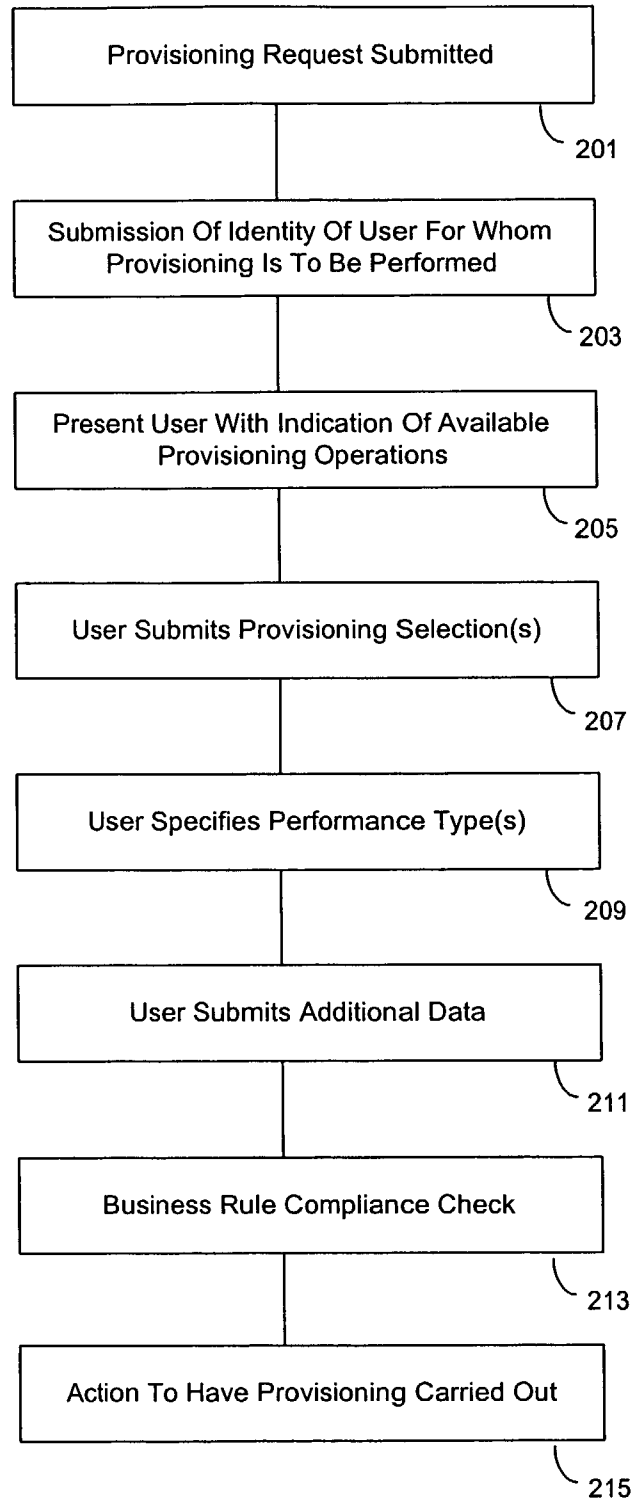 Provisioning Request Submitted
201
Submission Of Identity Of User For Whom
Provisioning Is To Be Performed
203
Present User With Indication Of Available
Provisioning Operations
205
User Submits Provisioning Selection(s)
207
User Specifies Performance Type(s)
209
User Submits Additional Data
211
Business Rule Compliance Check
213
Action To Have Provisioning Carried Out
215